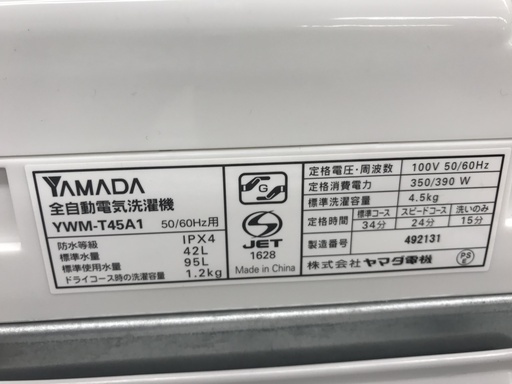 YAMADA
全自動電気洗濯機
YWM-T45A1 50/60Hz用
防水等級 IPX4
標準水量 42L
標準使用水量 95L
ドライコース時の洗濯容量 1.2kg
G
S
JET
1628
Made in China
定格電圧・周波数 100V 50/60Hz
定格消費電力 350/390 W
標準洗濯容量 4.5kg
標準コース スピードコース 洗いのみ
34分 24分 15分
製造番号 492131
株式会社 ヤマダ電機
PS
E